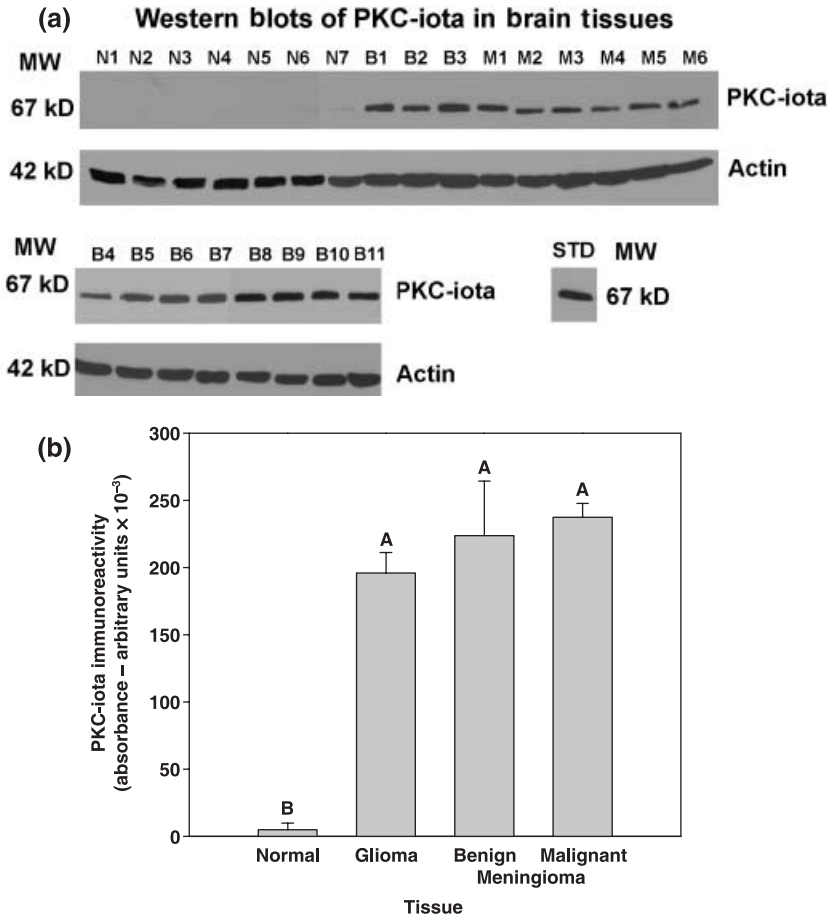 (a) Western blots of PKC-iota in brain tissues
MW N1 N2 N3 N4 N5 N6 N7 B1 B2 B3 M1 M2 M3 M4 M5 M6
67 kD PKC-iota
42 kD Actin
MW B4 B5 B6 B7 B8 B9 B10 B11 STD MW
67 kD PKC-iota 67 kD
42 kD Actin
(b)
300
250
200
150
100
50
0
PKC-iota immunoreactivity
(absorbance – arbitrary units × 10⁻³)
B A A A
Normal Glioma Benign Malignant
Meningioma
Tissue